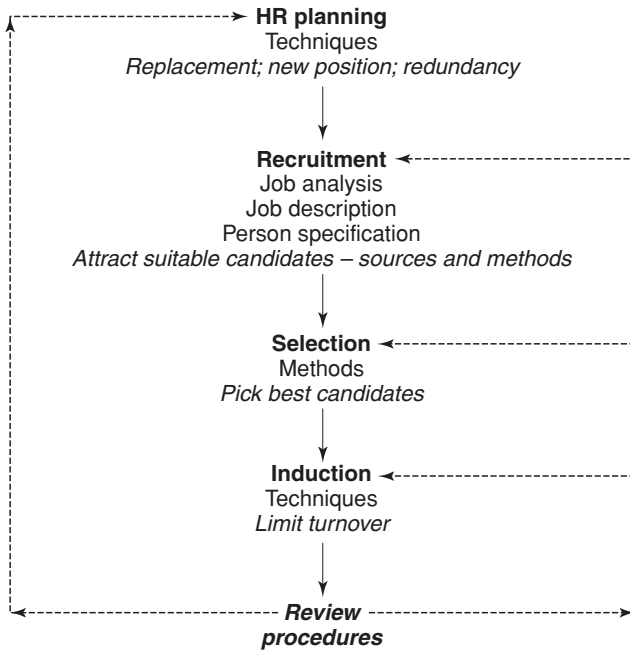 HR planning
Techniques
Replacement; new position; redundancy
Recruitment
Job analysis
Job description
Person specification
Attract suitable candidates – sources and methods
Selection
Methods
Pick best candidates
Induction
Techniques
Limit turnover
Review
procedures